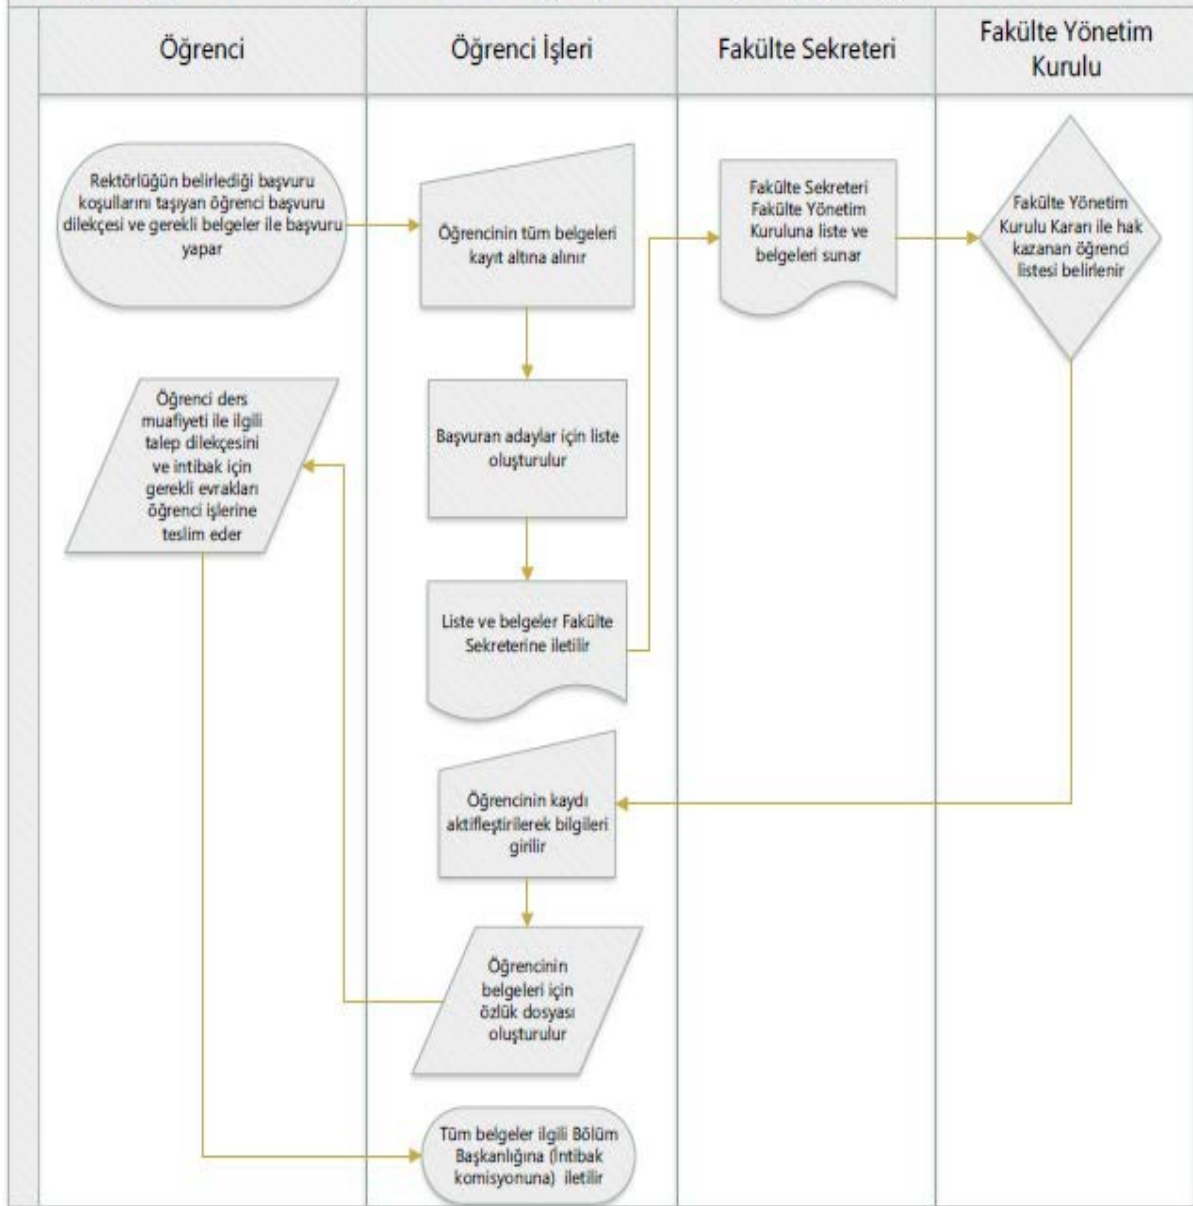 Öğrenci
Öğrenci İşleri
Fakülte Sekreteri
Fakülte Yönetim
Kurulu
Rektörlüğün belirlediği başvuru
koşullarını taşıyan öğrenci başvuru
dilekçesi ve gerekli belgeler ile başvuru
yapar
Öğrencinin tüm belgeleri
kayıt altına alınır
Başvuran adaylar için liste
oluşturulur
Liste ve belgeler Fakülte
Sekreterine iletilir
Fakülte Sekreteri
Fakülte Yönetim
Kuruluna liste ve
belgeleri sunar
Fakülte Yönetim
Kurulu Kararı ile hak
kazanan öğrenci
listesi belirlenir
Öğrencinin kaydı
aktifleştirilerek bilgileri
girilir
Öğrencinin
belgeleri için
özlük dosyası
oluşturulur
Öğrenci ders
muafiyeti ile ilgili
talep dilekçesini
ve intibak için
gerekli evrakları
öğrenci işlerine
teslim eder
Tüm belgeler ilgili Bölüm
Başkanlığına (İntibak
komisyonuna) iletilir